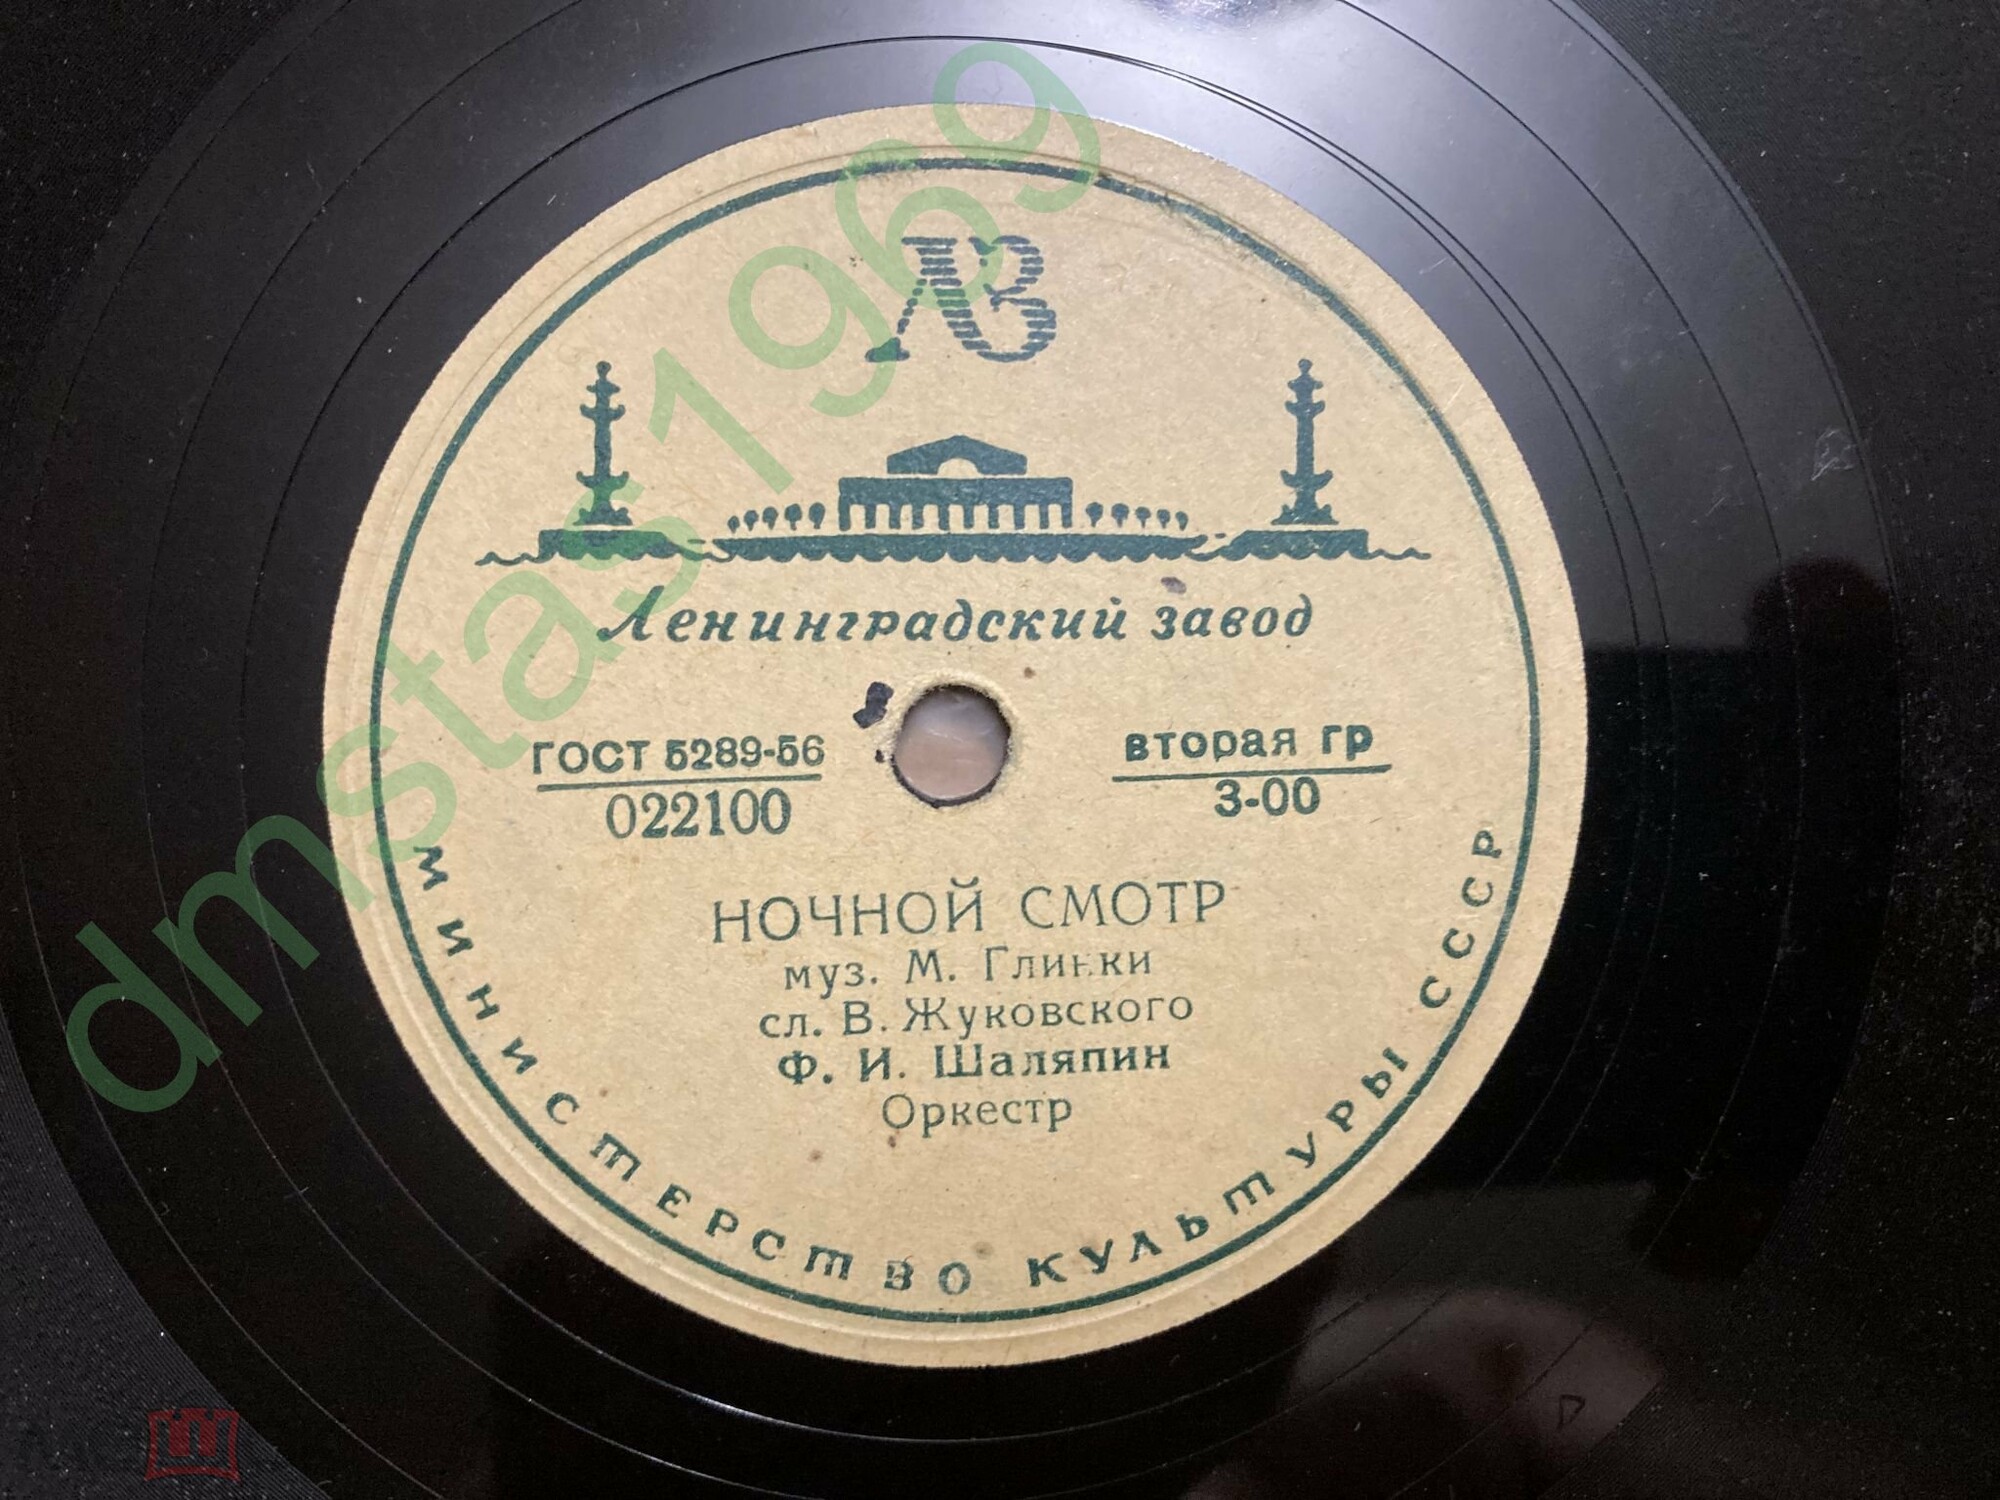 ЛЗ
Ленинградский завод
ГОСТ 5289-56
022100
вторая гр
3-00
НОЧНОЙ СМОТР
муз. М. Глинки
сл. В. Жуковского
Ф. И. Шаляпин
Оркестр
МИНИСТЕРСТВО КУЛЬТУРЫ СССР
dmstas1969